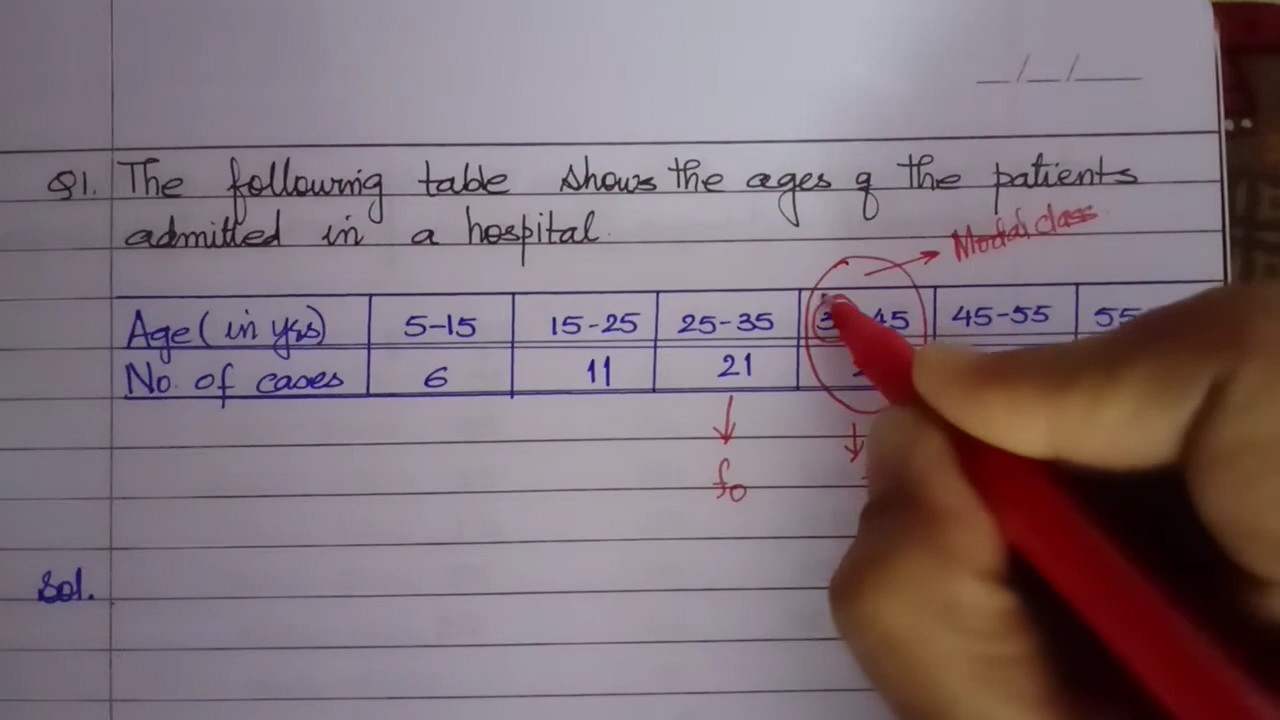 __/__/____
Q1. The following table shows the ages of the patients
admitted in a hospital.
Modal class
Age (in yrs) 5-15 15-25 25-35 45 45-55 55
No. of cases 6 11 21
f₀
Sol.